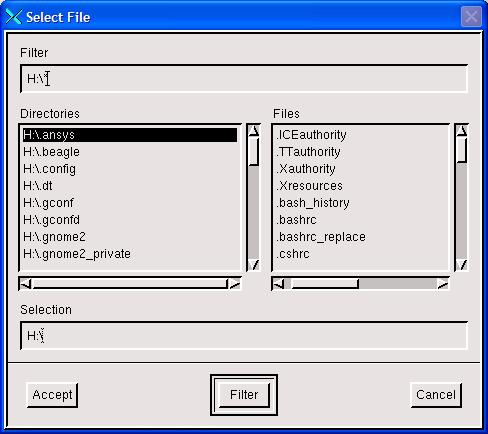 Select File
Filter
H:\*
Directories
Files
H:\.ansys
H:\.beagle
H:\.config
H:\.dt
H:\.gconf
H:\.gconfd
H:\.gnome2
H:\.gnome2_private
.ICEauthority
.TTauthority
.Xauthority
.Xresources
.bash_history
.bashrc
.bashrc_replace
.cshrc
Selection
H:\
Accept
Filter
Cancel